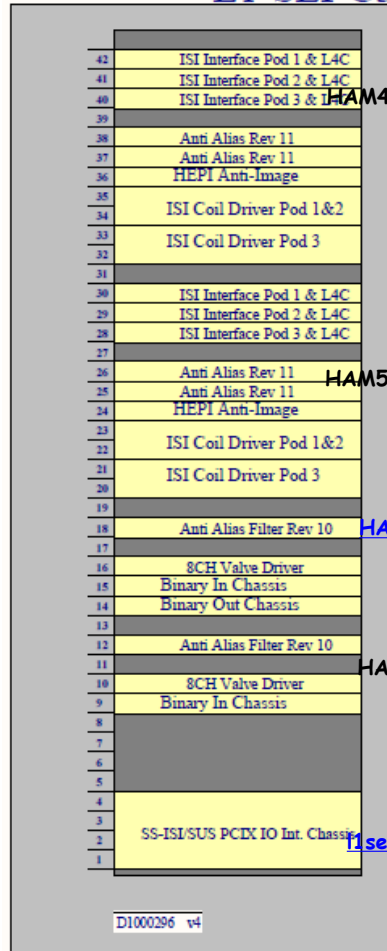 42 ISI Interface Pod 1 & L4C
41 ISI Interface Pod 2 & L4C
40 ISI Interface Pod 3 & L4C HAM4
39
38 Anti Alias Rev 11
37 Anti Alias Rev 11
36 HEPI Anti-Image
35
34 ISI Coil Driver Pod 1&2
33 ISI Coil Driver Pod 3
32
31
30 ISI Interface Pod 1 & L4C
29 ISI Interface Pod 2 & L4C
28 ISI Interface Pod 3 & L4C
27
26 Anti Alias Rev 11 HAM5
25 Anti Alias Rev 11
24 HEPI Anti-Image
23
22 ISI Coil Driver Pod 1&2
21 ISI Coil Driver Pod 3
20
19
18 Anti Alias Filter Rev 10 HA
17
16 8CH Valve Driver
15 Binary In Chassis
14 Binary Out Chassis
13
12 Anti Alias Filter Rev 10
11 HA
10 8CH Valve Driver
9 Binary In Chassis
8
7
6
5
4
3
2 SS-ISI/SUS PCIX IO Int. Chassis l1se
1
D1000296 v4